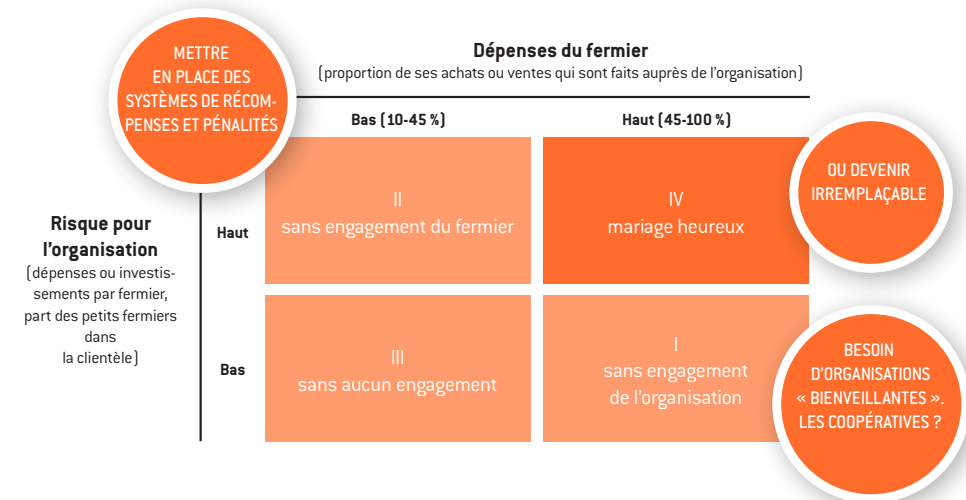 METTRE
EN PLACE DES
SYSTÈMES DE RÉCOM-
PENSES ET PÉNALITÉS
Dépenses du fermier
(proportion de ses achats ou ventes qui sont faits auprès de l'organisation)
Bas (10-45 %)
Haut (45-100 %)
Risque pour
l'organisation
(dépenses ou investis-
sements par fermier,
part des petits fermiers
dans
la clientèle)
Haut
II
sans engagement du fermier
IV
mariage heureux
OU DEVENIR
IRREMPLAÇABLE
Bas
III
sans aucun engagement
I
sans engagement
de l'organisation
BESOIN
D'ORGANISATIONS
« BIENVEILLANTES ».
LES COOPÉRATIVES ?